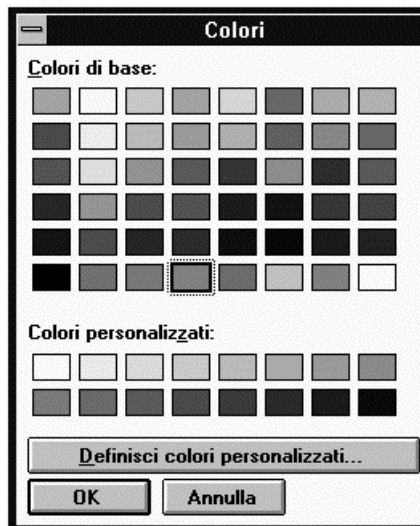 Colori
Colori di base:
Colori personalizzati:
Definisci colori personalizzati...
OK
Annulla